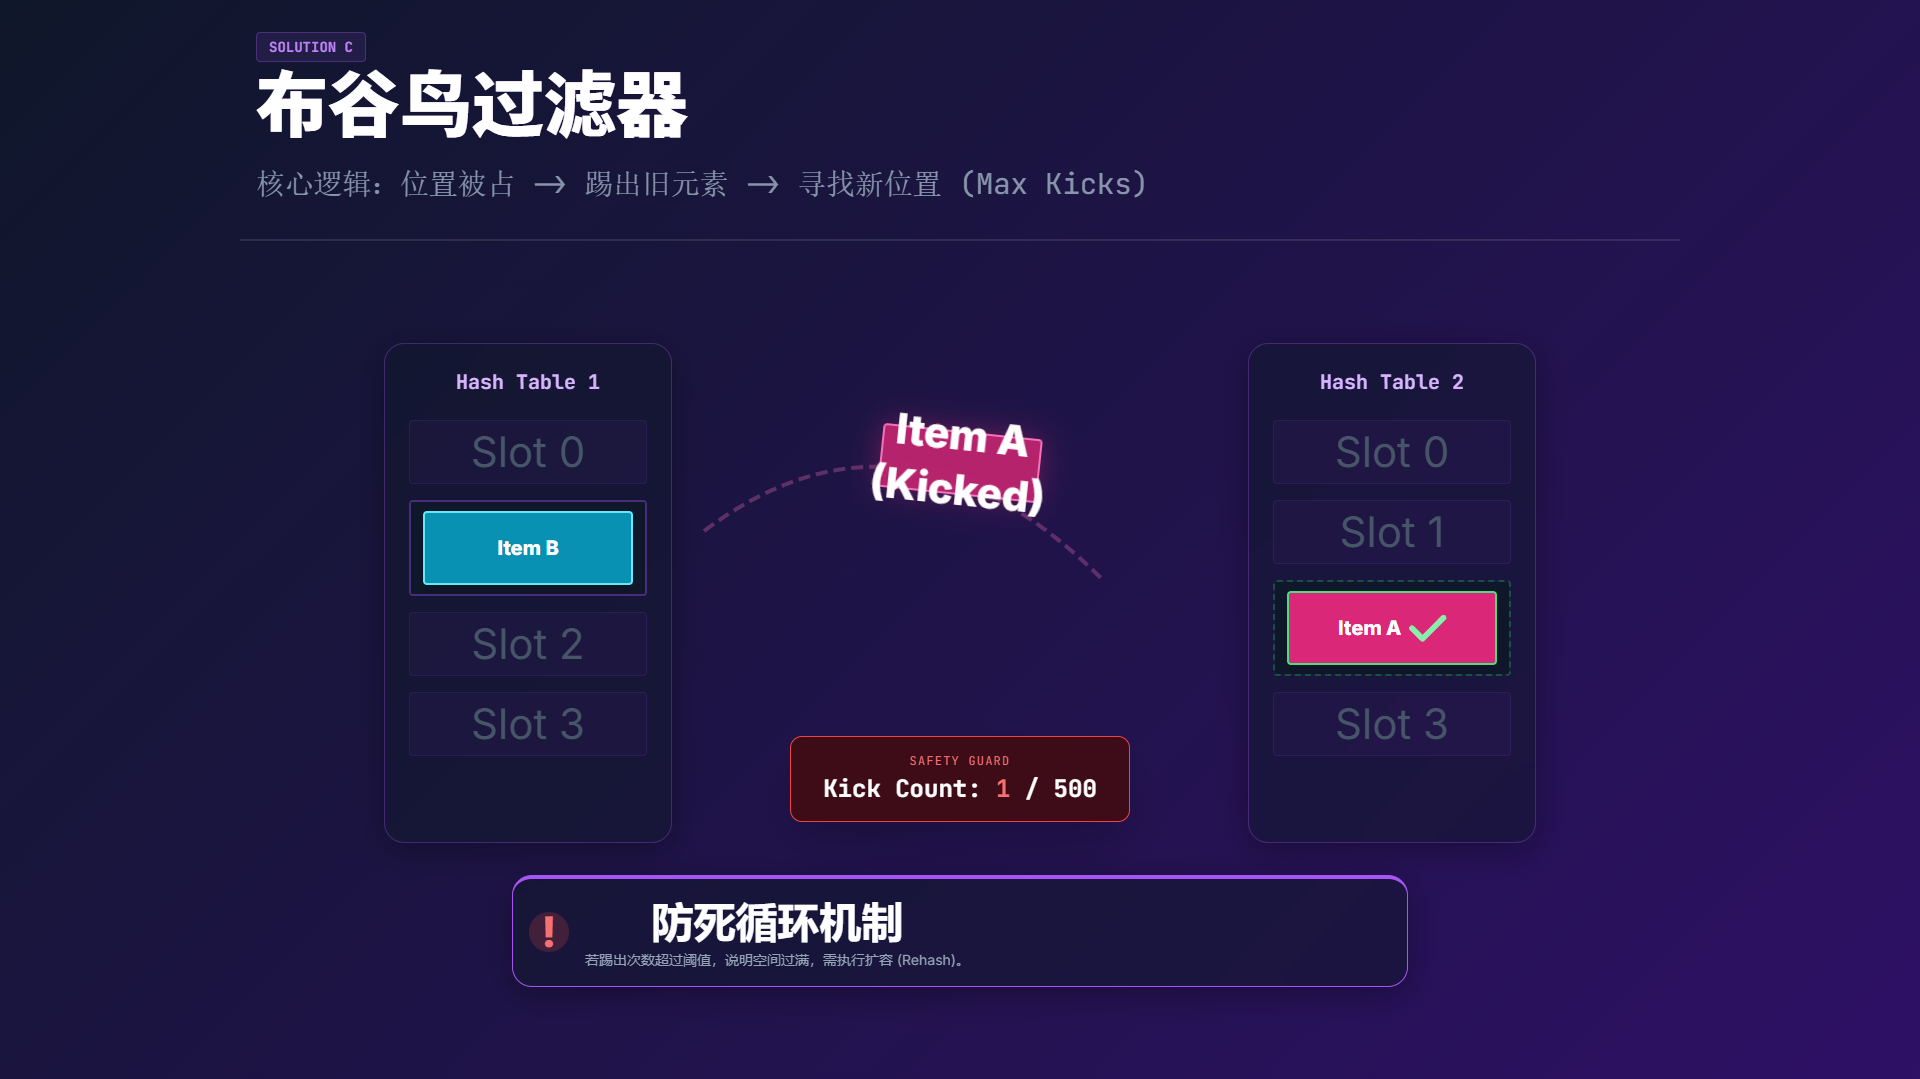 SOLUTION C
布谷鸟过滤器
核心逻辑: 位置被占 → 踢出旧元素 → 寻找新位置 (Max Kicks)
Hash Table 1
Slot 0
Item B
Slot 2
Slot 3
Item A
(Kicked)
SAFETY GUARD
Kick Count: 1 / 500
Hash Table 2
Slot 0
Slot 1
Item A
Slot 3
防死循环机制
若踢出次数超过阈值，说明空间过满，需执行扩容 (Rehash)。